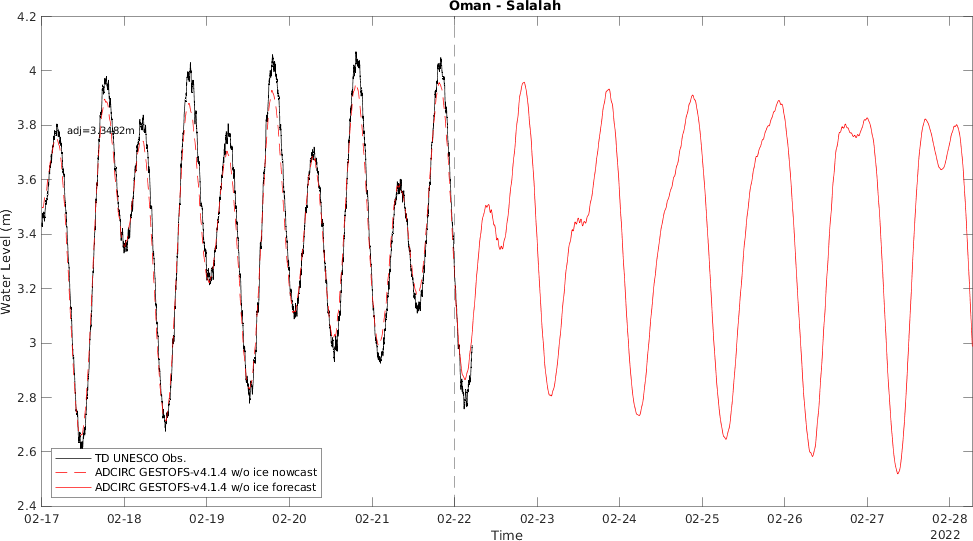 Oman - Salalah
4.2
4
3.8
3.6
3.4
3.2
3
2.8
2.6
2.4
Water Level (m)
adj=3.3482m
TD UNESCO Obs.
ADCIRC GESTOFS-v4.1.4 w/o ice nowcast
ADCIRC GESTOFS-v4.1.4 w/o ice forecast
02-17 02-18 02-19 02-20 02-21 02-22 02-23 02-24 02-25 02-26 02-27 02-28
2022
Time